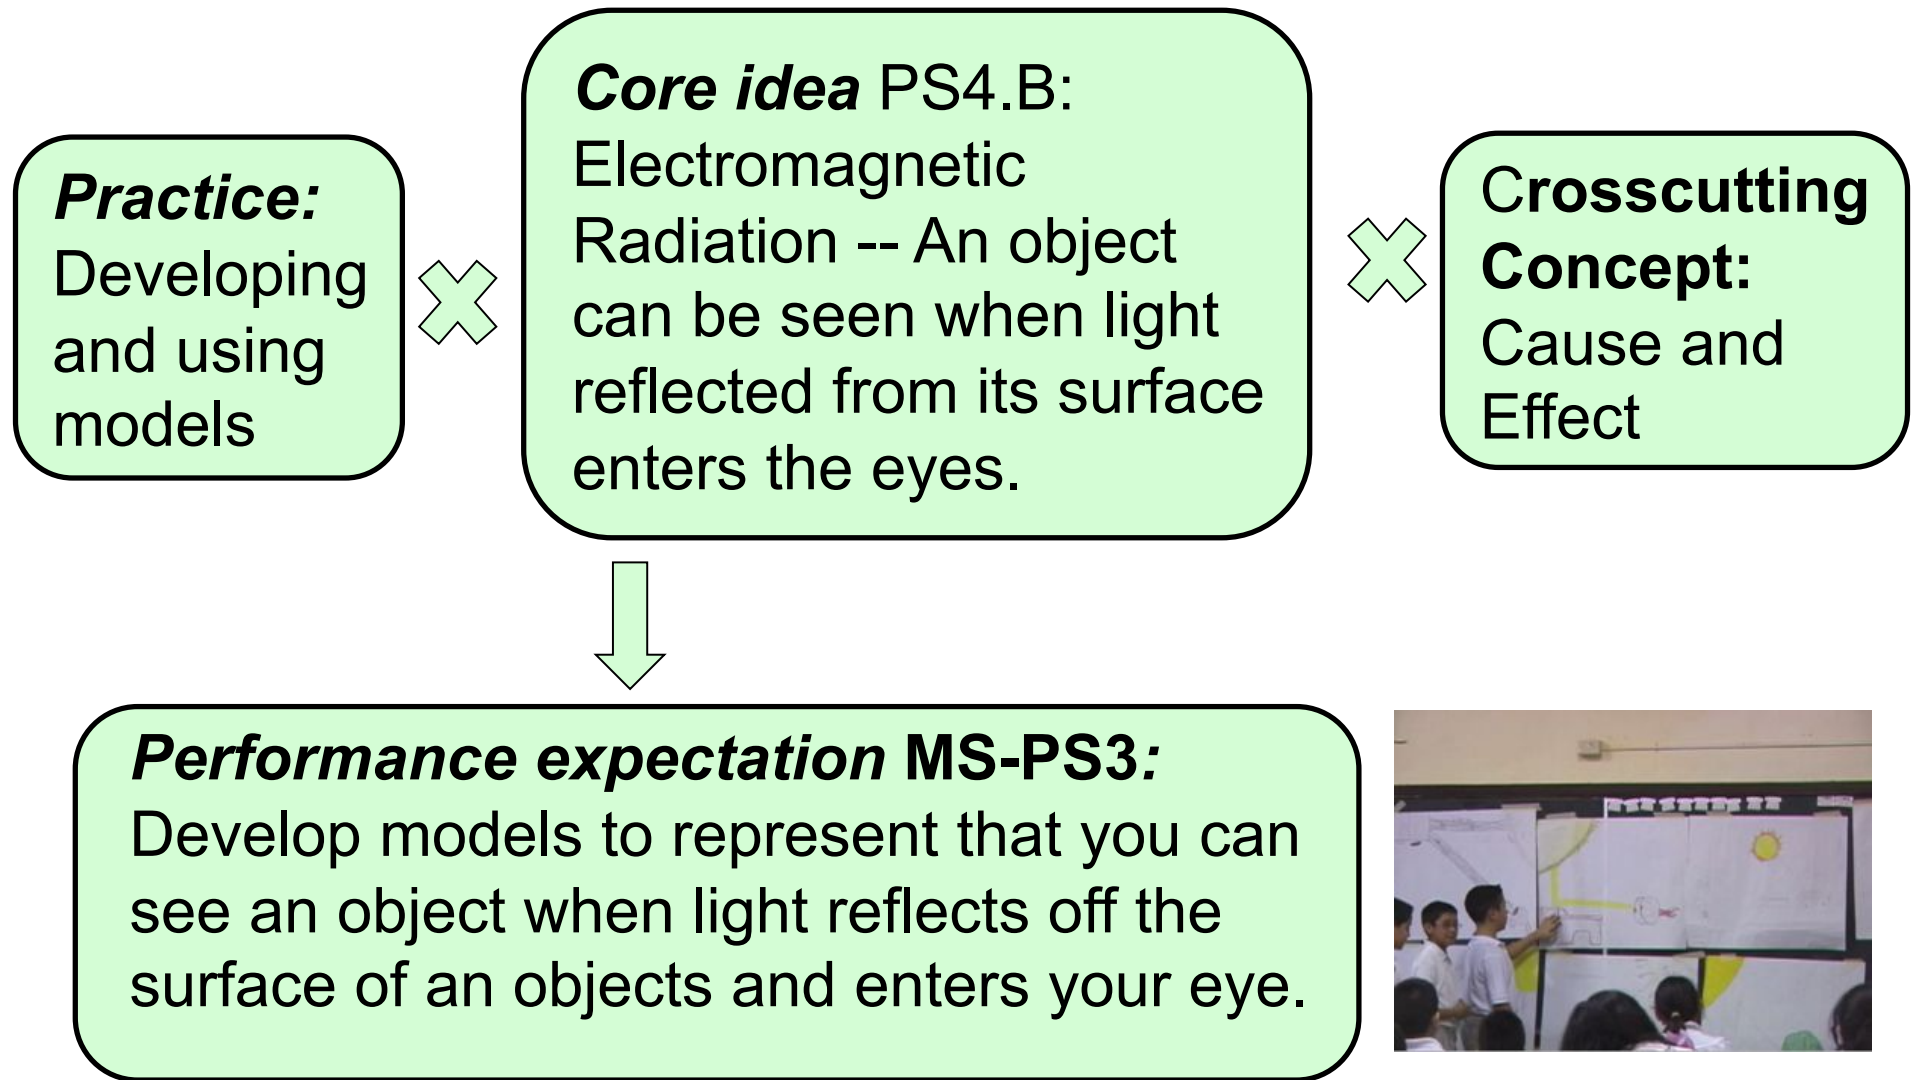 Practice:
Developing
and using
models
Core idea PS4.B:
Electromagnetic
Radiation -- An object
can be seen when light
reflected from its surface
enters the eyes.
Crosscutting
Concept:
Cause and
Effect
Performance expectation MS-PS3:
Develop models to represent that you can
see an object when light reflects off the
surface of an objects and enters your eye.